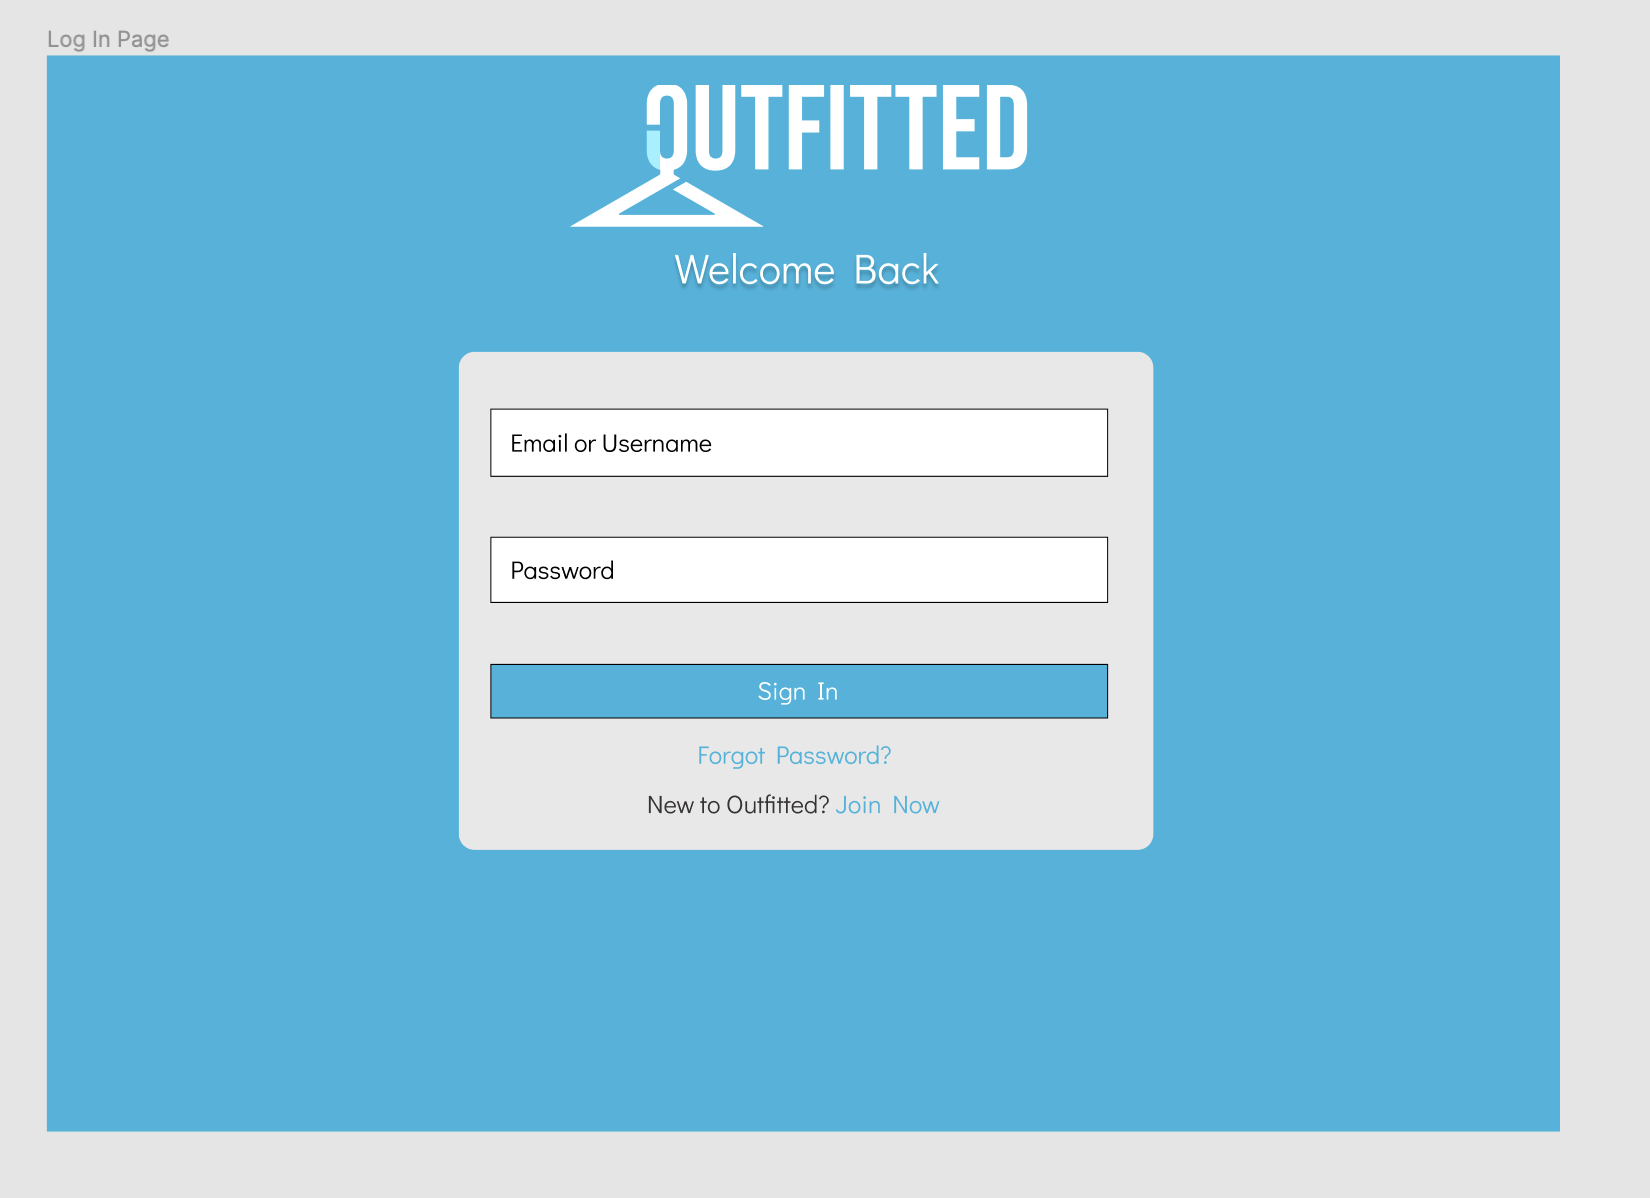 Log In Page
OUTFITTED
Welcome Back
Email or Username
Password
Sign In
Forgot Password?
New to Outfitted? Join Now